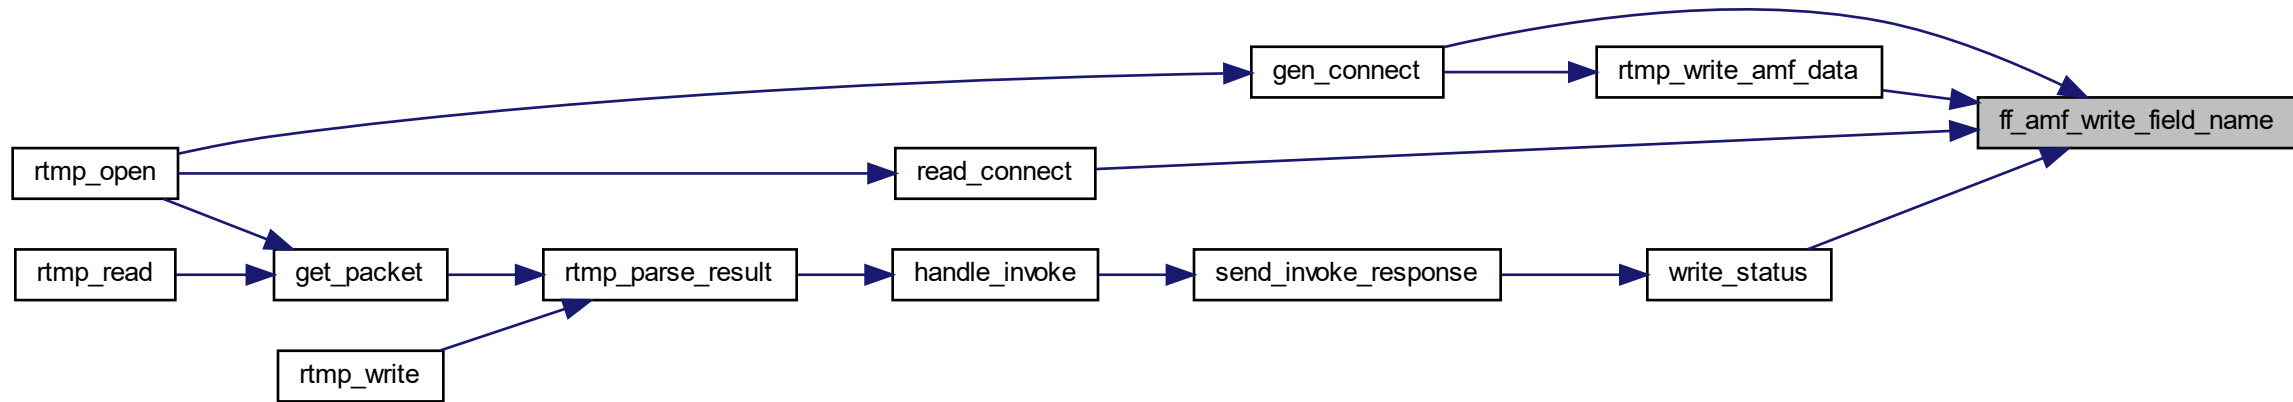 gen_connect
rtmp_write_amf_data
ff_amf_write_field_name
rtmp_open
read_connect
rtmp_read
get_packet
rtmp_parse_result
handle_invoke
send_invoke_response
write_status
rtmp_write